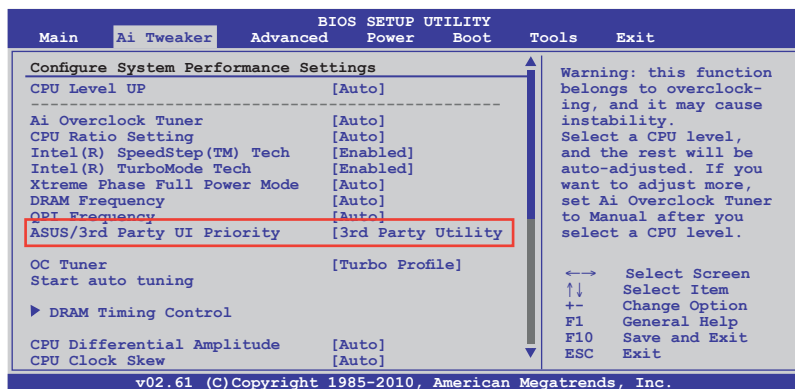 BIOS SETUP UTILITY
Main Ai Tweaker Advanced Power Boot Tools Exit
Configure System Performance Settings
CPU Level UP [Auto]
Ai Overclock Tuner [Auto]
CPU Ratio Setting [Auto]
Intel(R) SpeedStep(TM) Tech [Enabled]
Intel(R) TurboMode Tech [Enabled]
Xtreme Phase Full Power Mode [Auto]
DRAM Frequency [Auto]
QPI Frequency [Auto]
ASUS/3rd Party UI Priority [3rd Party Utility
OC Tuner [Turbo Profile]
Start auto tuning
DRAM Timing Control
CPU Differential Amplitude [Auto]
CPU Clock Skew [Auto]
Warning: this function
belongs to overclock-
ing, and it may cause
instability.
Select a CPU level,
and the rest will be
auto-adjusted. If you
want to adjust more,
set Ai Overclock Tuner
to Manual after you
select a CPU level.
←→ Select Screen
↑↓ Select Item
+- Change Option
F1 General Help
F10 Save and Exit
ESC Exit
v02.61 (C)Copyright 1985-2010, American Megatrends, Inc.